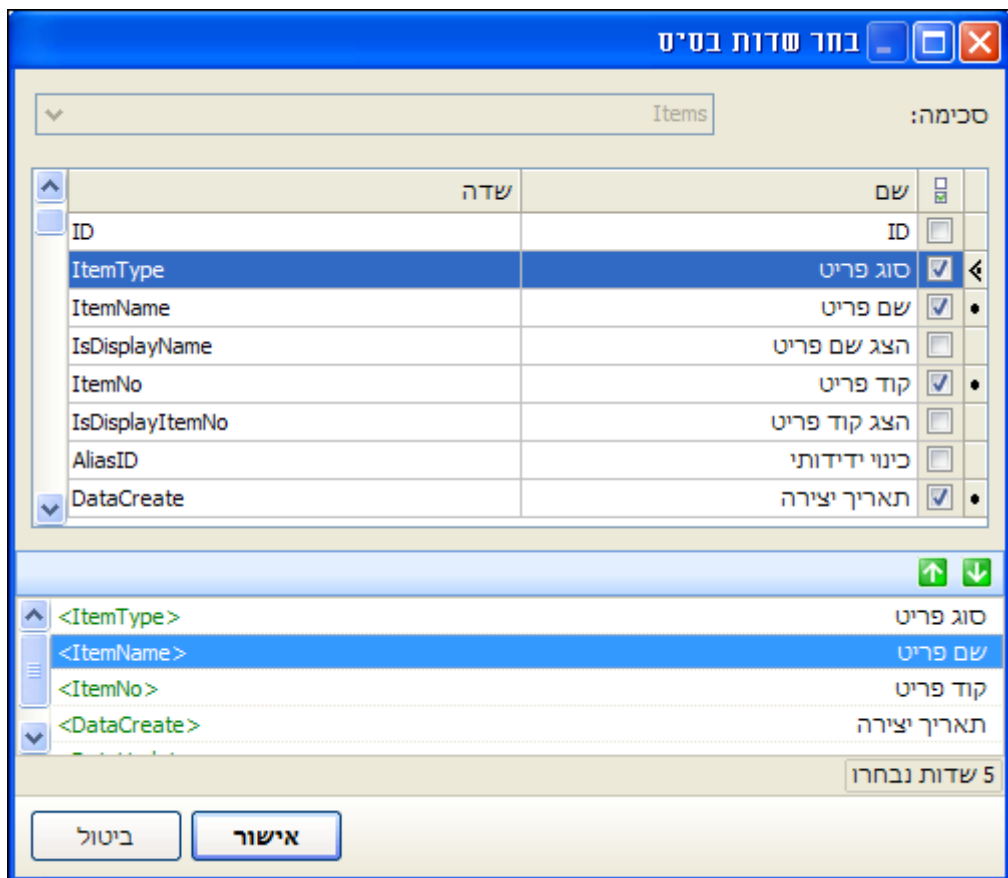 בחר שדות בסיס
סכימה: Items
שם שדה
ID ID
סוג פריט ItemType
שם פריט ItemName
הצג שם פריט IsDisplayName
קוד פריט ItemNo
הצג קוד פריט IsDisplayItemNo
כינוי ידידותי AliasID
תאריך יצירה DataCreate
סוג פריט <ItemType>
שם פריט <ItemName>
קוד פריט <ItemNo>
תאריך יצירה <DataCreate>
5 שדות נבחרו
אישור ביטול